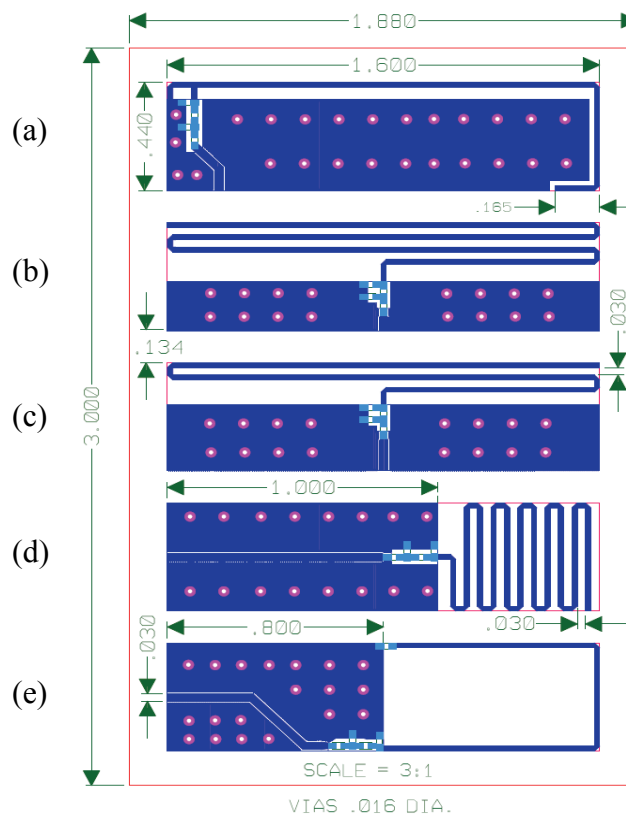 1.880
1.600
(a)
.440
.165
(b)
.030
.134
(c)
3.000
1.000
(d)
.030
.800
.030
(e)
SCALE = 3:1
VIAS .016 DIA.